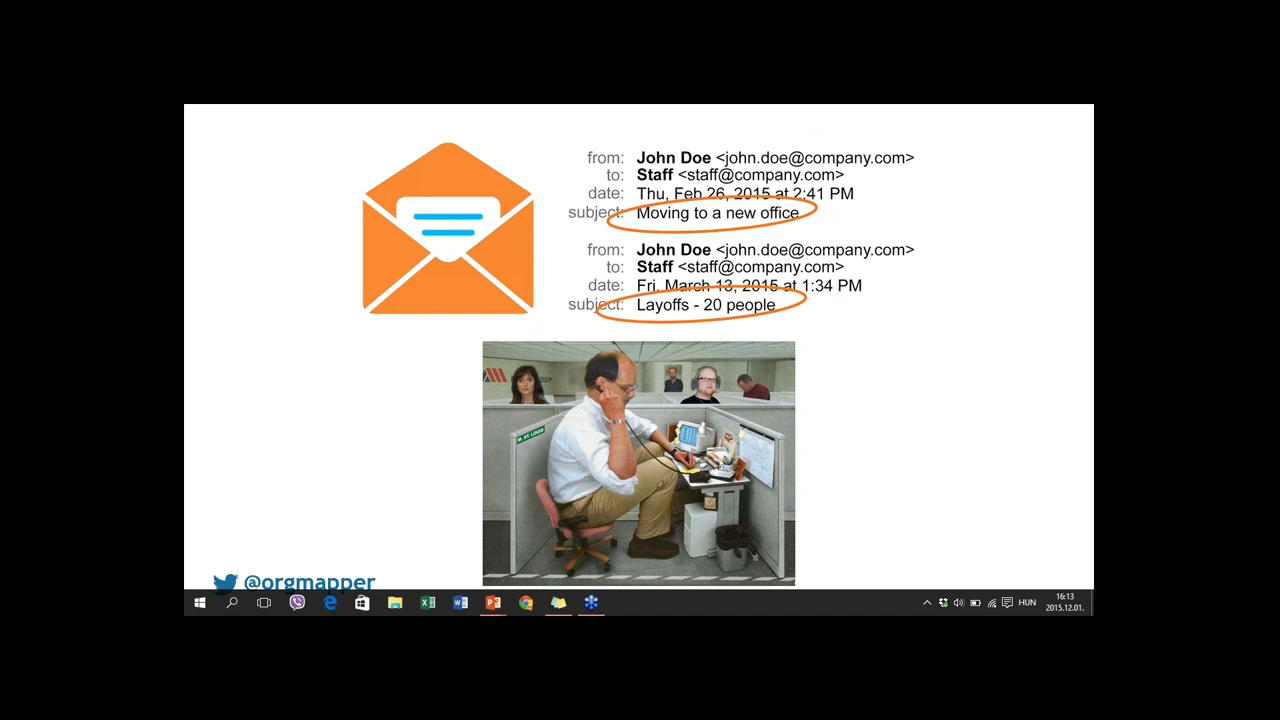 from: John Doe <john.doe@company.com>
to: Staff <staff@company.com>
date: Thu, Feb 26, 2015 at 2:41 PM
subject: Moving to a new office
from: John Doe <john.doe@company.com>
to: Staff <staff@company.com>
date: Fri, March 13, 2015 at 1:34 PM
subject: Layoffs - 20 people
N. ST. LOUIS
@orgmapper
HUN
16:13
2015.12.01.